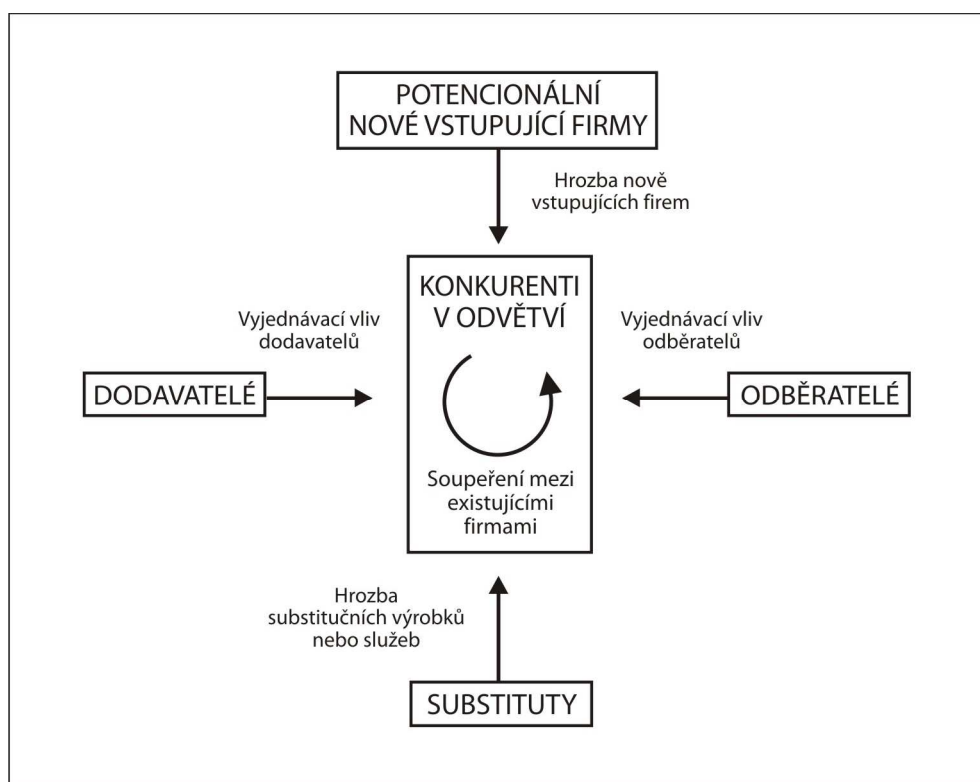 POTENCIONÁLNÍ
NOVÉ VSTUPUJÍCÍ FIRMY
Hrozba nově
vstupujících firem
KONKURENTI
V ODVĚTVÍ
Vyjednávací vliv
dodavatelů
Vyjednávací vliv
odběratelů
DODAVATELÉ
ODBĚRATELÉ
Soupeření mezi
existujícími
firmami
Hrozba
substitučních výrobků
nebo služeb
SUBSTITUTY